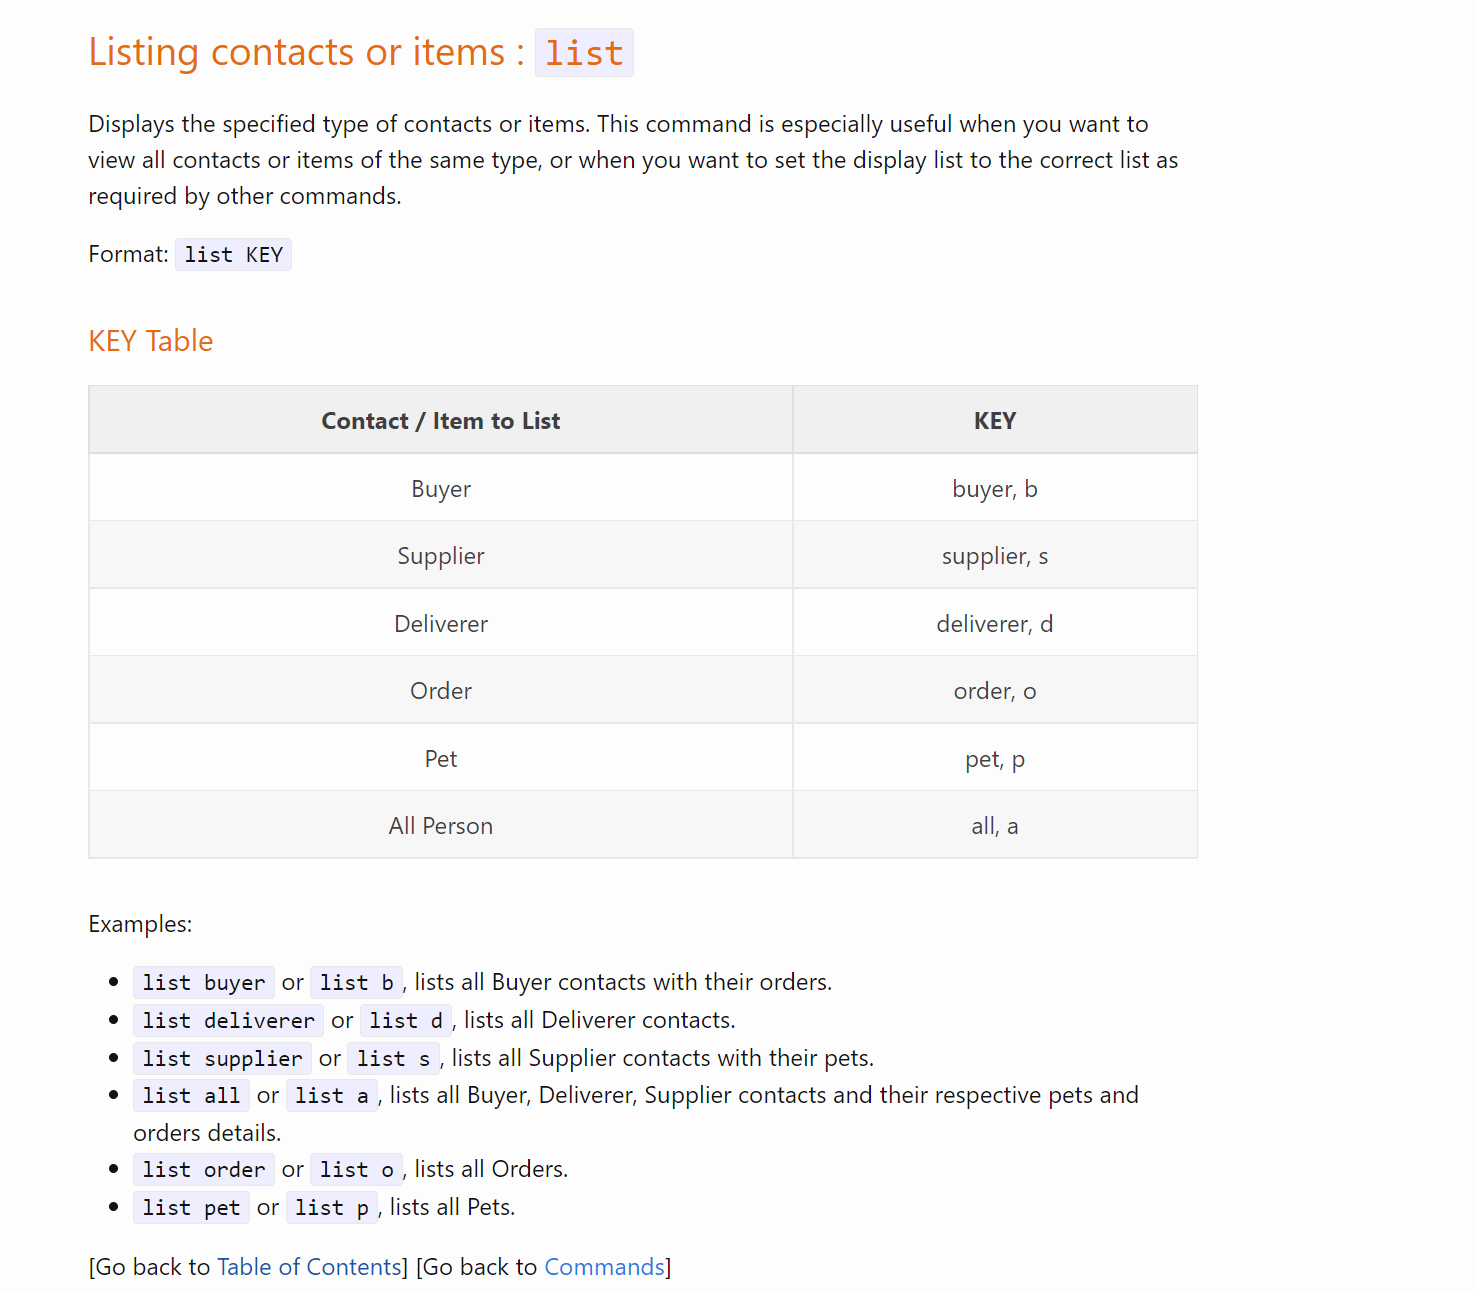 Listing contacts or items : list
Displays the specified type of contacts or items. This command is especially useful when you want to
view all contacts or items of the same type, or when you want to set the display list to the correct list as
required by other commands.
Format: list KEY
KEY Table
Contact / Item to List KEY
Buyer buyer, b
Supplier supplier, s
Deliverer deliverer, d
Order order, o
Pet pet, p
All Person all, a
Examples:
• list buyer or list b, lists all Buyer contacts with their orders.
• list deliverer or list d, lists all Deliverer contacts.
• list supplier or list s, lists all Supplier contacts with their pets.
• list all or list a, lists all Buyer, Deliverer, Supplier contacts and their respective pets and
orders details.
• list order or list o, lists all Orders.
• list pet or list p, lists all Pets.
[Go back to Table of Contents] [Go back to Commands]